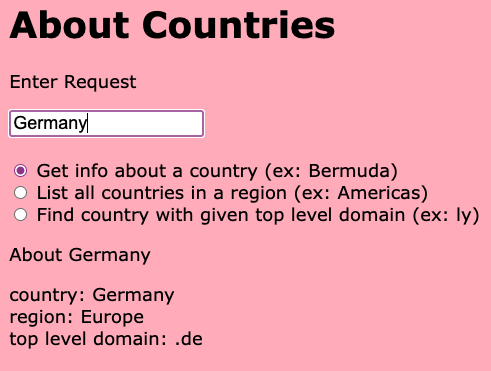 About Countries
Enter Request
Germany
Get info about a country (ex: Bermuda)
List all countries in a region (ex: Americas)
Find country with given top level domain (ex: ly)
About Germany
country: Germany
region: Europe
top level domain: .de